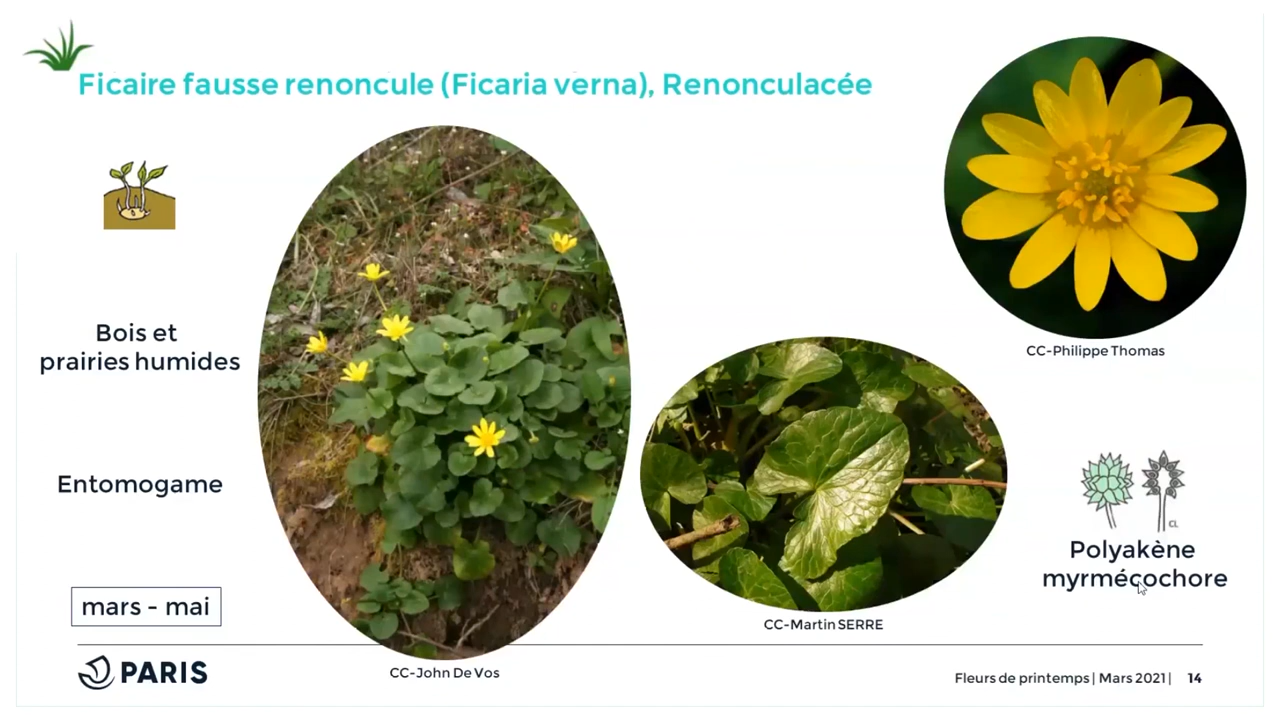 Ficaire fausse renoncule (Ficaria verna), Renonculacée
Bois et
prairies humides
Entomogame
mars - mai
CC-Philippe Thomas
CC-Martin SERRE
CC-John De Vos
CL
Polyakène
myrmécochore
PARIS
Fleurs de printemps | Mars 2021 | 14